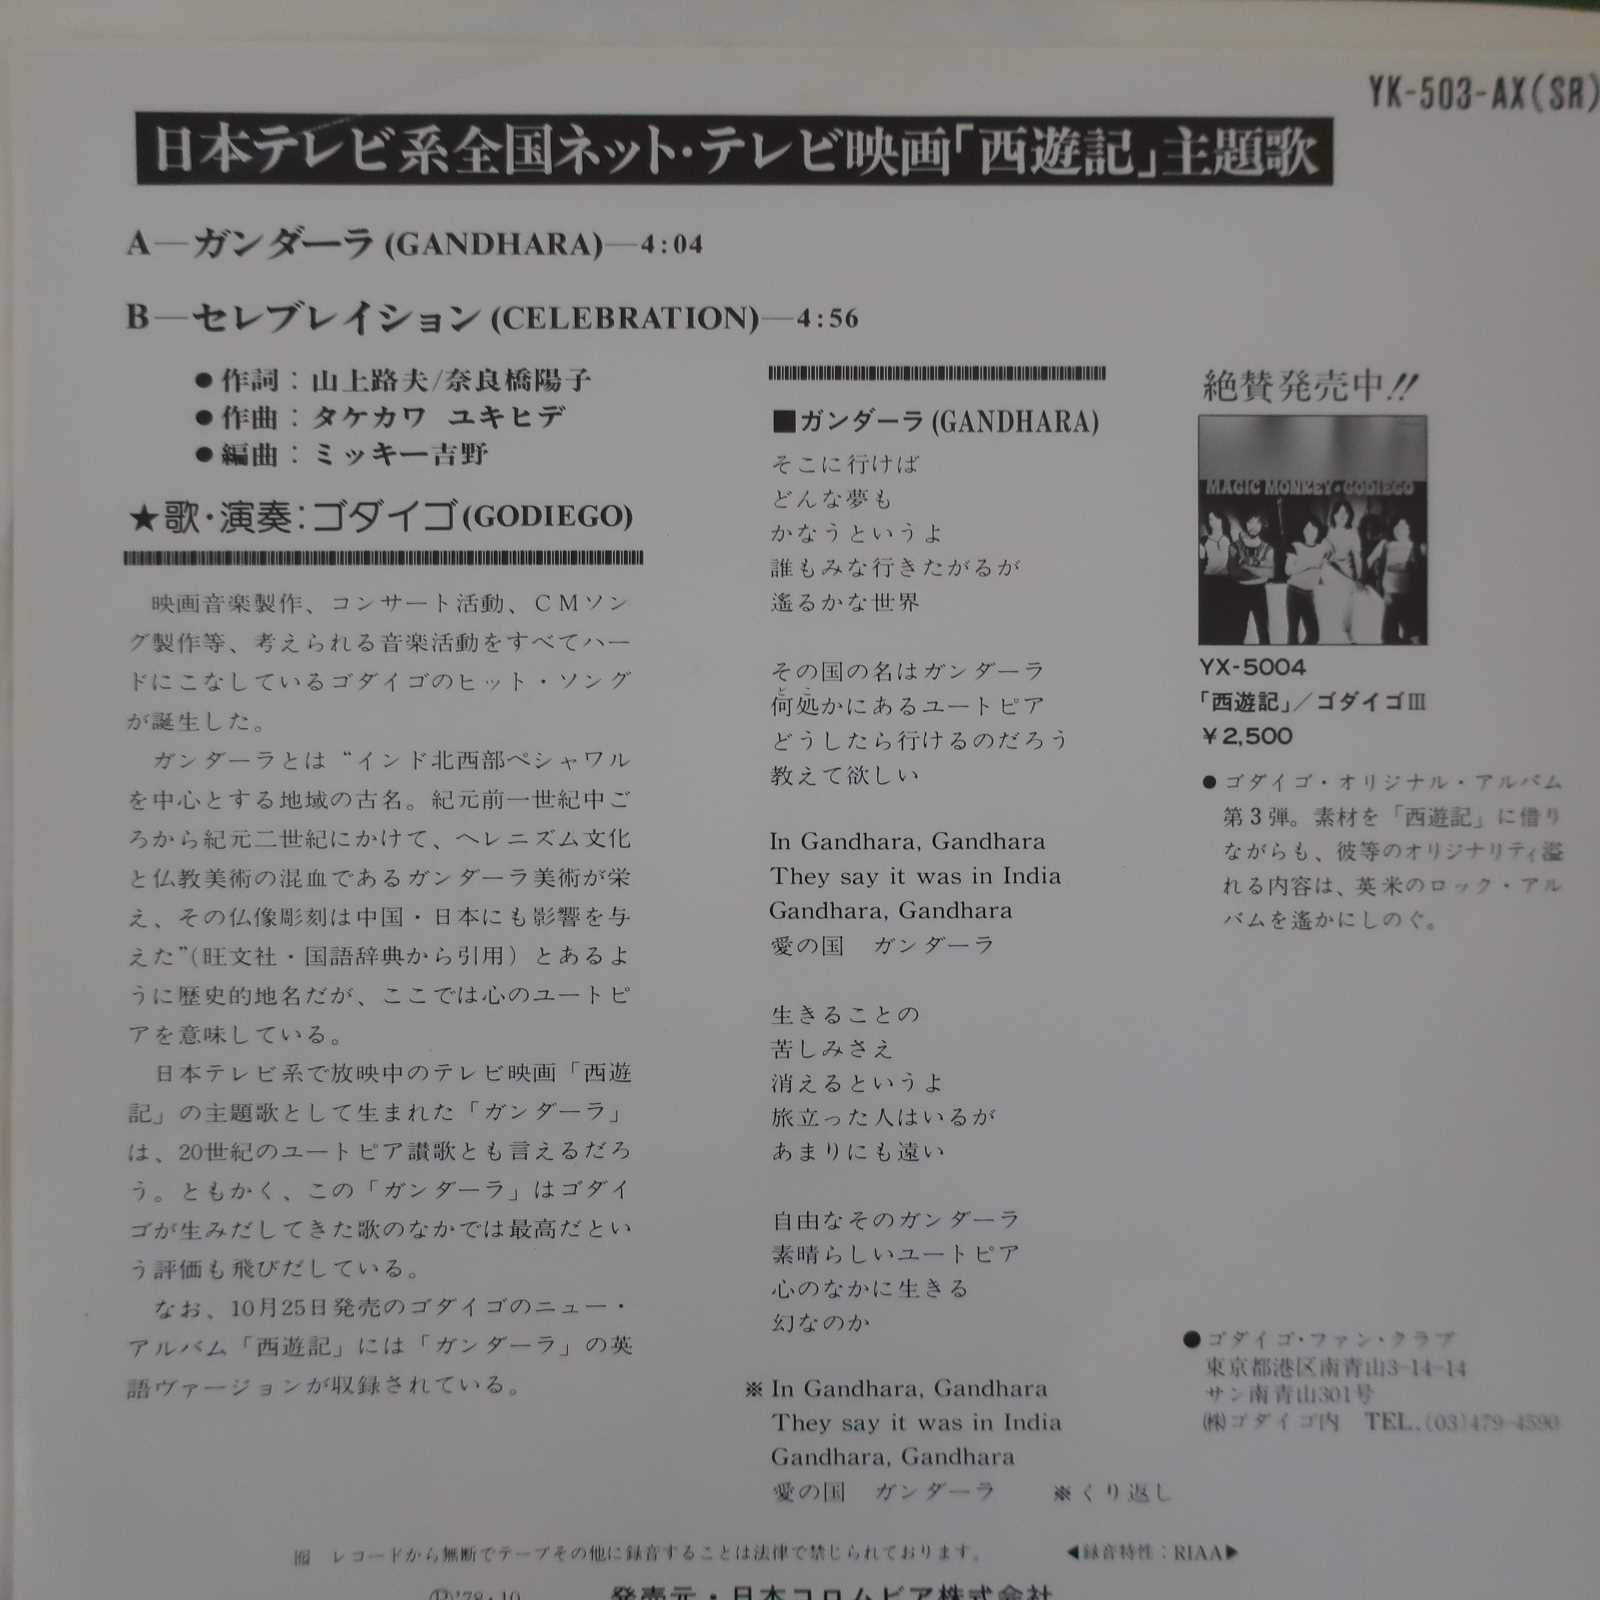 YK-503-AX(SR)
日本テレビ系全国ネット・テレビ映画「西遊記」主題歌
A—ガンダーラ(GANDHARA)—4:04
B—セレブレイション(CELEBRATION)—4:56
●作詞：山上路夫/奈良橋陽子
●作曲：タケカワ ユキヒデ
●編曲：ミッキー吉野
★歌・演奏：ゴダイゴ(GODIEGO)
映画音楽製作、コンサート活動、ＣＭソン
グ製作等、考えられる音楽活動をすべてハー
ドにこなしているゴダイゴのヒット・ソング
が誕生した。
ガンダーラとは“インド北西部ペシャワル
を中心とする地域の古名。紀元前一世紀中ご
ろから紀元二世紀にかけて、ヘレニズム文化
と仏教美術の混血であるガンダーラ美術が栄
え、その仏像彫刻は中国・日本にも影響を与
えた”（旺文社・国語辞典から引用）とあるよ
うに歴史的地名だが、ここでは心のユートピ
アを意味している。
日本テレビ系で放映中のテレビ映画「西遊
記」の主題歌として生まれた「ガンダーラ」
は、20世紀のユートピア讃歌とも言えるだろ
う。ともかく、この「ガンダーラ」はゴダイ
ゴが生みだしてきた歌のなかでは最高だとい
う評価も飛びだしている。
なお、10月25日発売のゴダイゴのニュー・
アルバム「西遊記」には「ガンダーラ」の英
語ヴァージョンが収録されている。
■ガンダーラ(GANDHARA)
そこに行けば
どんな夢も
かなうというよ
誰もみな行きたがるが
遙るかな世界
その国の名はガンダーラ
どこ
何処かにあるユートピア
どうしたら行けるのだろう
教えて欲しい
In Gandhara, Gandhara
They say it was in India
Gandhara, Gandhara
愛の国　ガンダーラ
生きることの
苦しみさえ
消えるというよ
旅立った人はいるが
あまりにも遠い
自由なそのガンダーラ
素晴らしいユートピア
心のなかに生きる
幻なのか
※In Gandhara, Gandhara
They say it was in India
Gandhara, Gandhara
愛の国　ガンダーラ　　※くり返し
絶賛発売中!!
MAGIC MONKEY・GODIEGO
YX-5004
「西遊記」／ゴダイゴIII
￥2,500
●ゴダイゴ・オリジナル・アルバム
第３弾。素材を「西遊記」に借り
ながらも、彼等のオリジナリティ溢
れる内容は、英米のロック・アル
バムを遙かにしのぐ。
●ゴダイゴ・ファン・クラブ
東京都港区南青山3-14-14
サン南青山301号
㈱ゴダイゴ内　TEL.(03)479-4590
レコードから無断でテープその他に録音することは法律で禁じられております。
◀録音特性：RIAA▶
Ⓟ'78・10
発売元・日本コロムビア株式会社